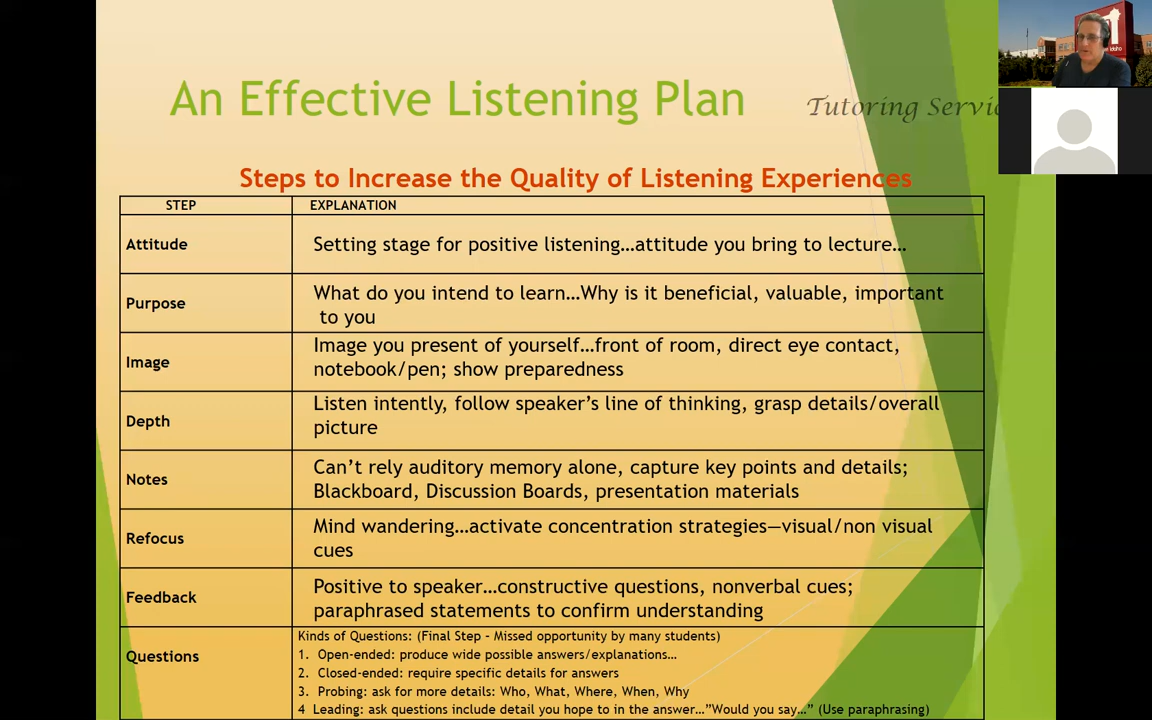 An Effective Listening Plan
Tutoring
Steps to Increase the Quality of Listening Experiences
STEP EXPLANATION
Attitude Setting stage for positive listening…attitude you bring to lecture…
Purpose What do you intend to learn…Why is it beneficial, valuable, important
to you
Image Image you present of yourself…front of room, direct eye contact,
notebook/pen; show preparedness
Depth Listen intently, follow speaker’s line of thinking, grasp details/overall
picture
Notes Can’t rely auditory memory alone, capture key points and details;
Blackboard, Discussion Boards, presentation materials
Refocus Mind wandering…activate concentration strategies—visual/non visual
cues
Feedback Positive to speaker…constructive questions, nonverbal cues;
paraphrased statements to confirm understanding
Questions Kinds of Questions: (Final Step – Missed opportunity by many students)
1. Open-ended: produce wide possible answers/explanations…
2. Closed-ended: require specific details for answers
3. Probing: ask for more details: Who, What, Where, When, Why
4 Leading: ask questions include detail you hope to in the answer…”Would you say…” (Use paraphrasing)